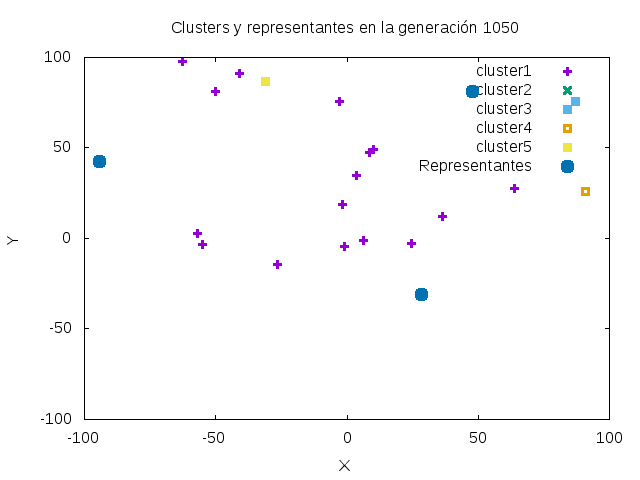 Clusters y representantes en la generación 1050
100
50
0
-50
-100
Y
cluster1
cluster2
cluster3
cluster4
cluster5
Representantes
-100
-50
0
50
100
X